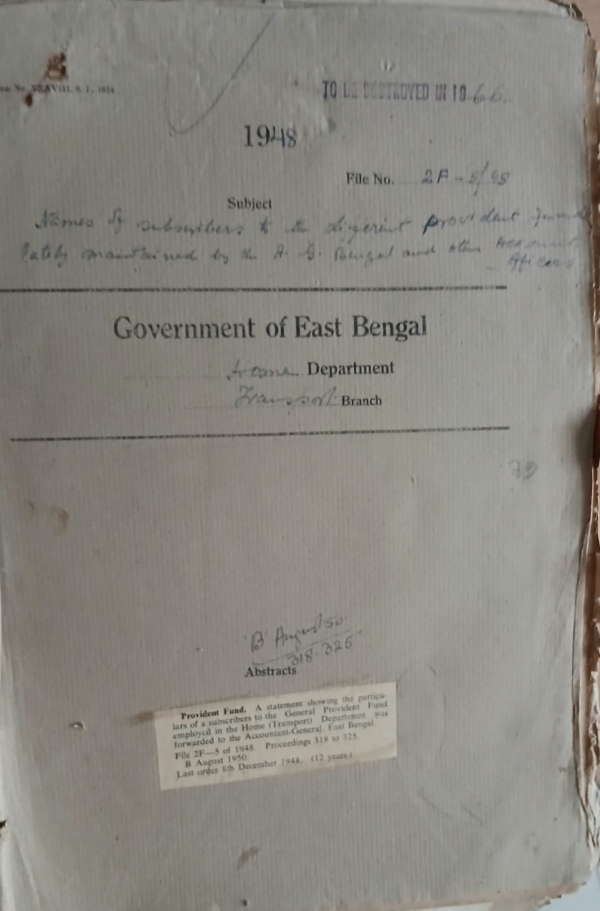 TO BE DESTROYED IN 1966.
1948
File No. 2F-5/48
Subject
Names of subscribers to the different provident funds
lately maintained by the A. G. Bengal and other Account
Officers
Government of East Bengal
Home Department
Transport Branch
'B' August 50
318-325
Abstracts
Provident Fund. A statement showing the particu-
lars of a subscribers to the General Provident Fund
employed in the Home (Transport) Department was
forwarded to the Accountant-General, East Bengal.
File 2F—5 of 1948. Proceedings 318 to 325.
B August 1950.
Last order 8th December 1948. (12 years)